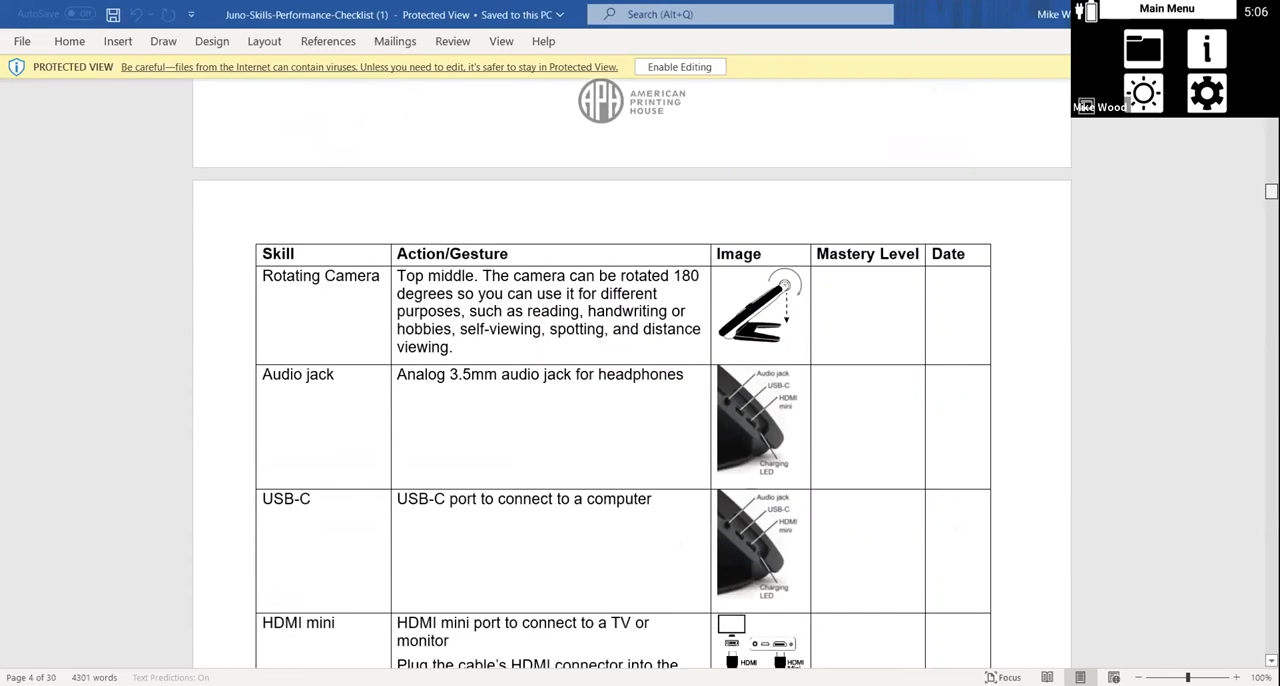 AutoSave Off
Juno-Skills-Performance-Checklist (1) - Protected View • Saved to this PC
Search (Alt+Q)
Mike W
Main Menu
5:06
File Home Insert Draw Design Layout References Mailings Review View Help
PROTECTED VIEW Be careful—files from the Internet can contain viruses. Unless you need to edit, it's safer to stay in Protected View. Enable Editing
Mike Wood
APH AMERICAN
PRINTING
HOUSE
Skill Action/Gesture Image Mastery Level Date
Rotating Camera
Top middle. The camera can be rotated 180
degrees so you can use it for different
purposes, such as reading, handwriting or
hobbies, self-viewing, spotting, and distance
viewing.
Audio jack
Analog 3.5mm audio jack for headphones
Audio jack
USB-C
HDMI
mini
Charging
LED
USB-C
USB-C port to connect to a computer
Audio jack
USB-C
HDMI
mini
Charging
LED
HDMI mini
HDMI mini port to connect to a TV or
monitor
Plug the cable's HDMI connector into the
HDMI
HDMI
Page 4 of 30 4301 words Text Predictions: On
Focus
100%